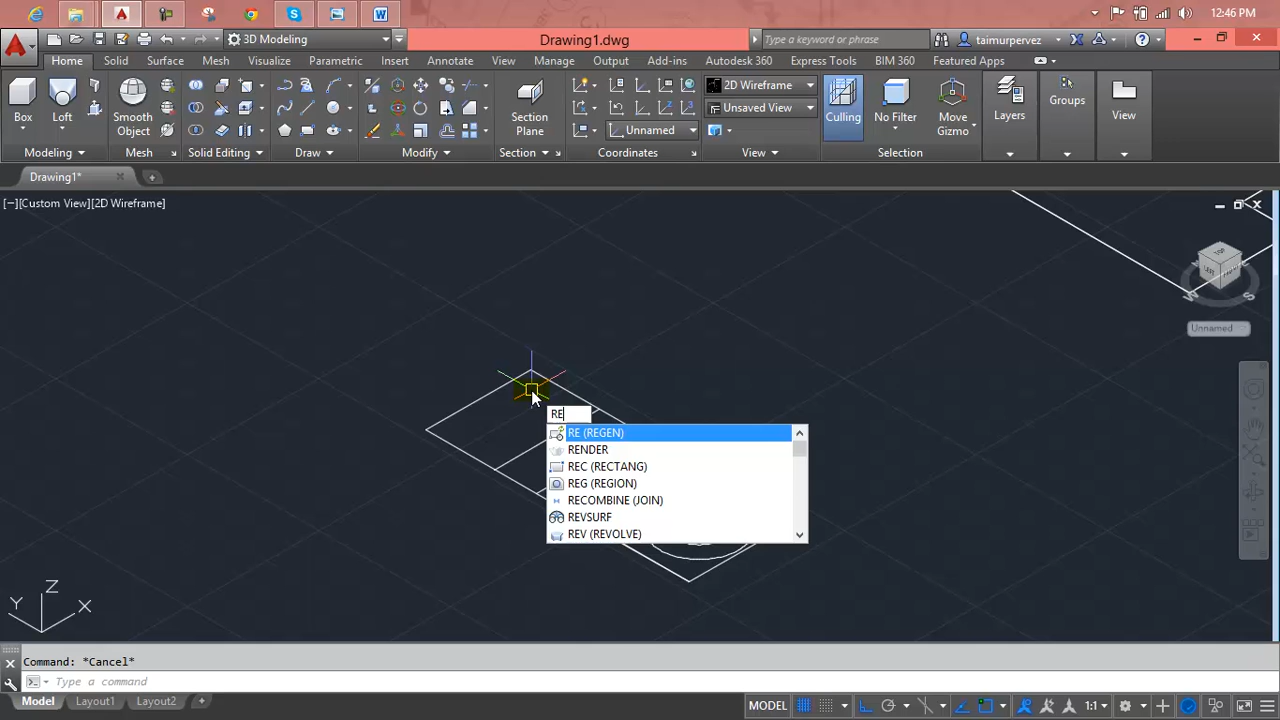 12:46 PM
3D Modeling
Drawing1.dwg
Type a keyword or phrase
taimurpervez
Home Solid Surface Mesh Visualize Parametric Insert Annotate View Manage Output Add-ins Autodesk 360 Express Tools BIM 360 Featured Apps
Box
Loft
Smooth
Object
Section
Plane
2D Wireframe
Unsaved View
Unnamed
Culling
No Filter
Move
Gizmo
Layers
Groups
View
Modeling
Mesh
Solid Editing
Draw
Modify
Section
Coordinates
View
Selection
Drawing1*
[−][Custom View][2D Wireframe]
TOP
LEFT
W
S
Unnamed
RE
RE (REGEN)
RENDER
REC (RECTANG)
REG (REGION)
RECOMBINE (JOIN)
REVSURF
REV (REVOLVE)
Z
Y
X
Command: *Cancel*
Type a command
Model Layout1 Layout2 +
MODEL
1:1